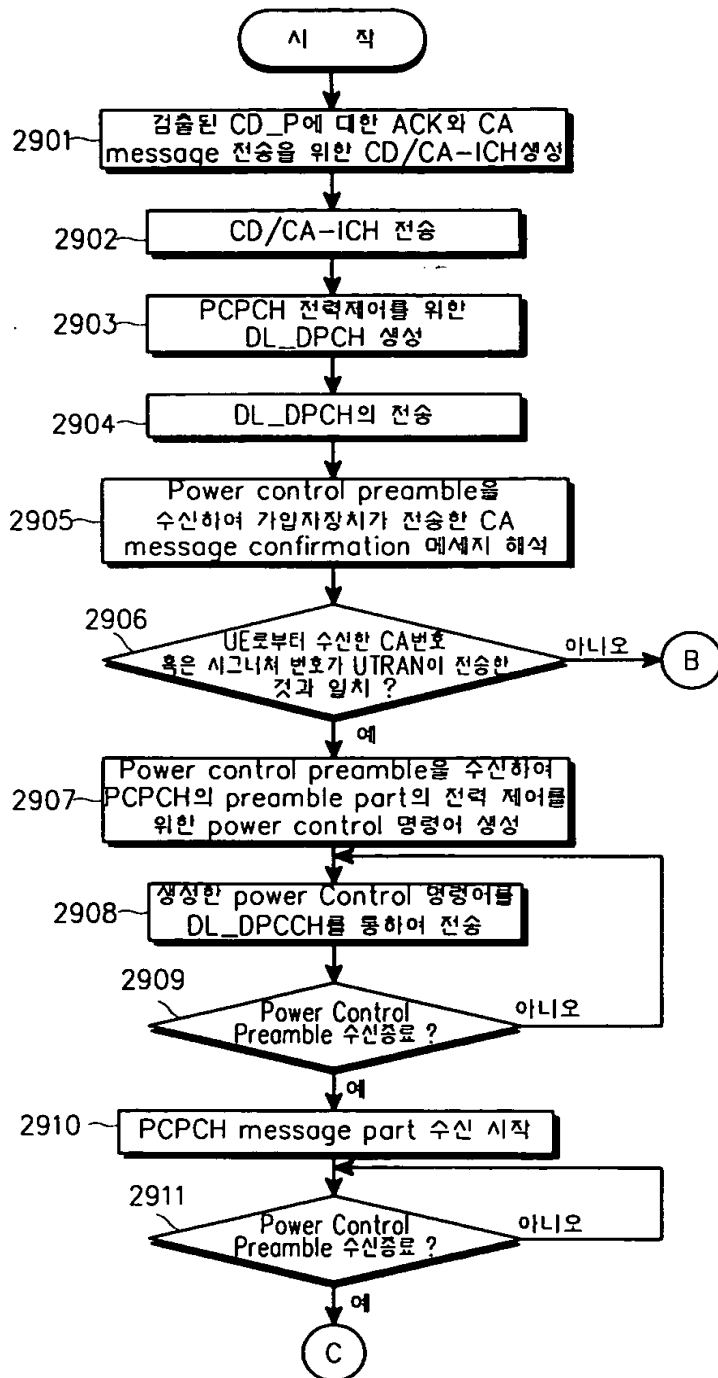 시 작
2901
검출된 CD_P에 대한 ACK와 CA
message 전송을 위한 CD/CA-ICH생성
2902
CD/CA-ICH 전송
2903
PCPCH 전력제어를 위한
DL_DPCH 생성
2904
DL_DPCH의 전송
2905
Power control preamble을
수신하여 가입자장치가 전송한 CA
message confirmation 메세지 해석
2906
UE로부터 수신한 CA번호
혹은 시그너쳐 번호가 UTRAN이 전송한
것과 일치 ?
아니오
B
예
2907
Power control preamble을 수신하여
PCPCH의 preamble part의 전력 제어를
위한 power control 명령어 생성
2908
생성한 power Control 명령어를
DL_DPCCH를 통하여 전송
2909
Power Control
Preamble 수신종료 ?
아니오
예
2910
PCPCH message part 수신 시작
2911
Power Control
Preamble 수신종료 ?
아니오
예
C